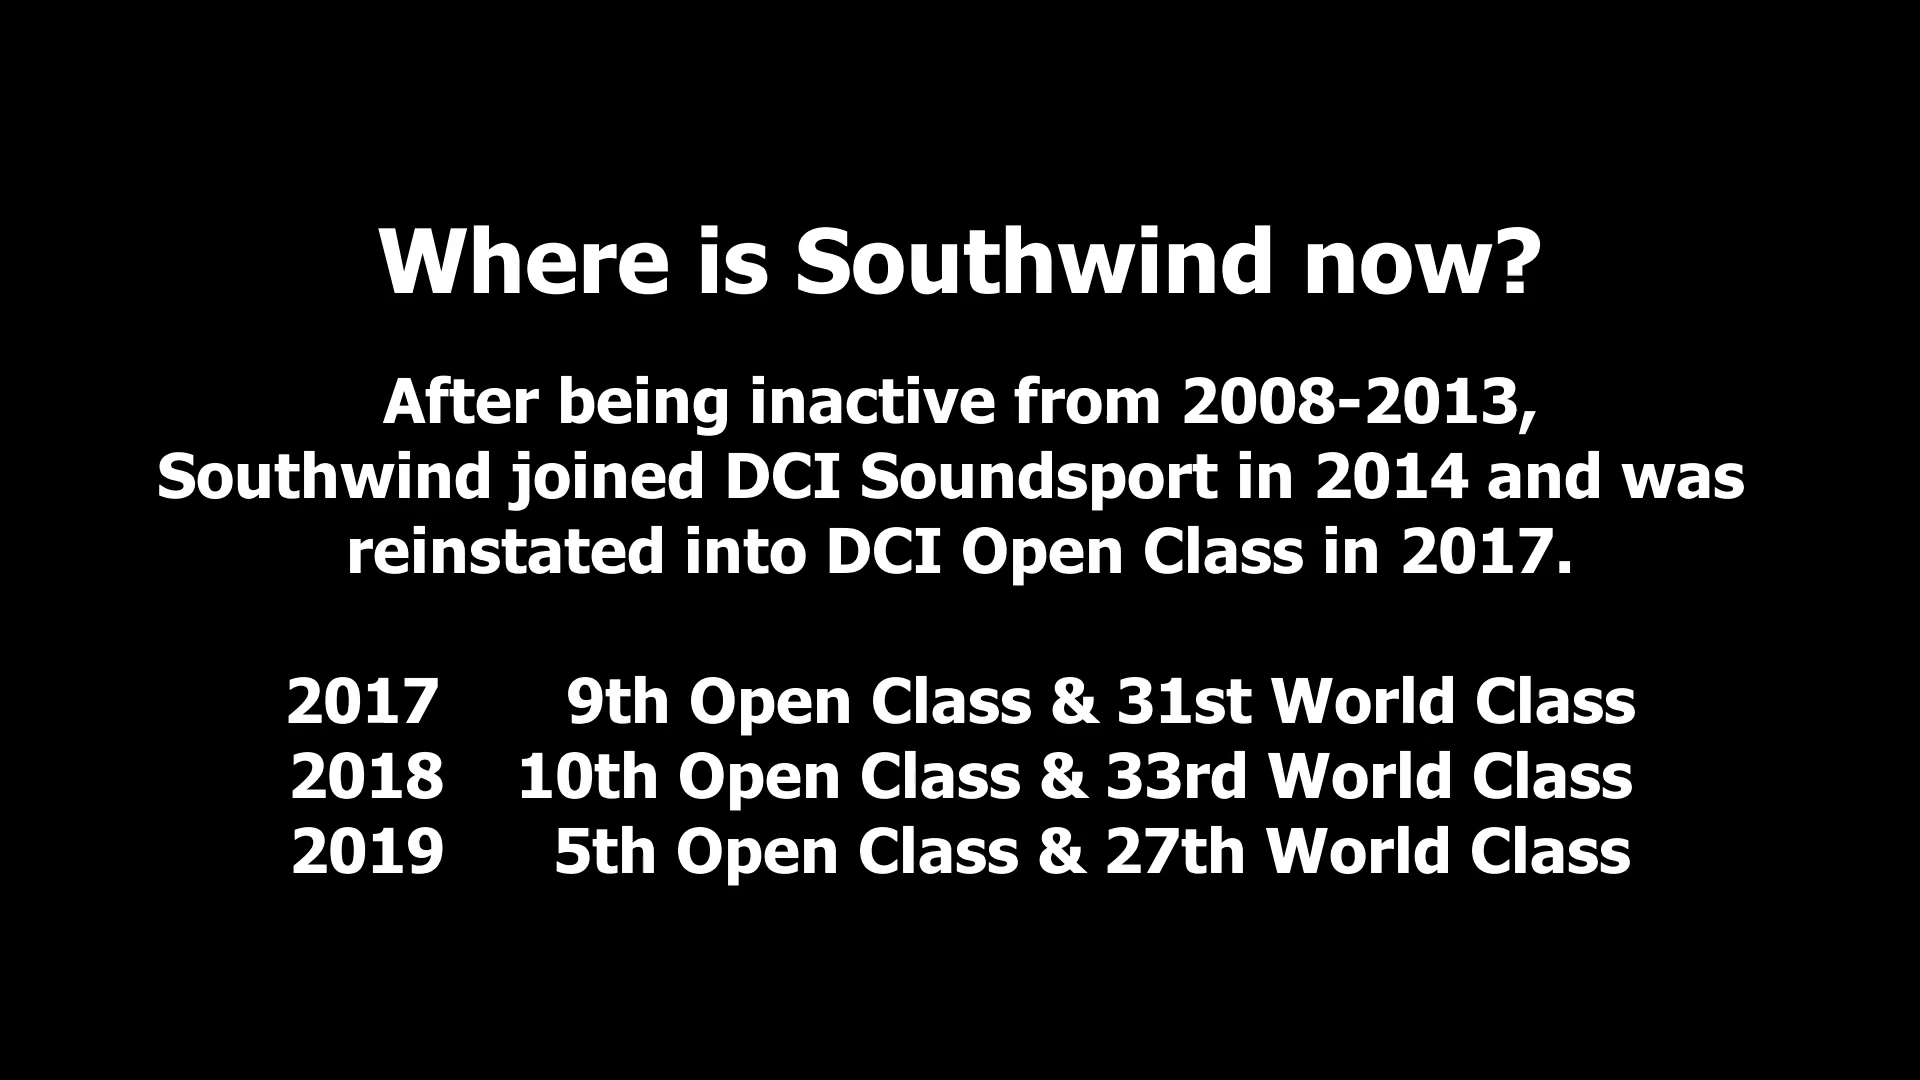 Where is Southwind now?
After being inactive from 2008-2013,
Southwind joined DCI Soundsport in 2014 and was
reinstated into DCI Open Class in 2017.
2017 9th Open Class & 31st World Class
2018 10th Open Class & 33rd World Class
2019 5th Open Class & 27th World Class